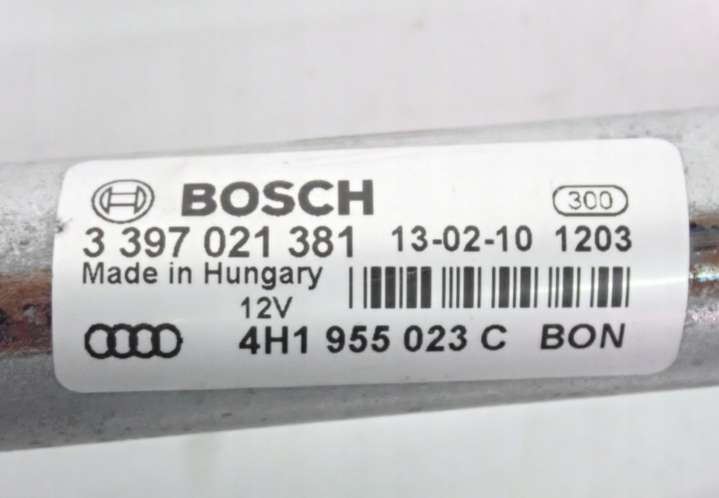 BOSCH 300
3 397 021 381 13-02-10 1203
Made in Hungary
12V
4H1 955 023 C BON